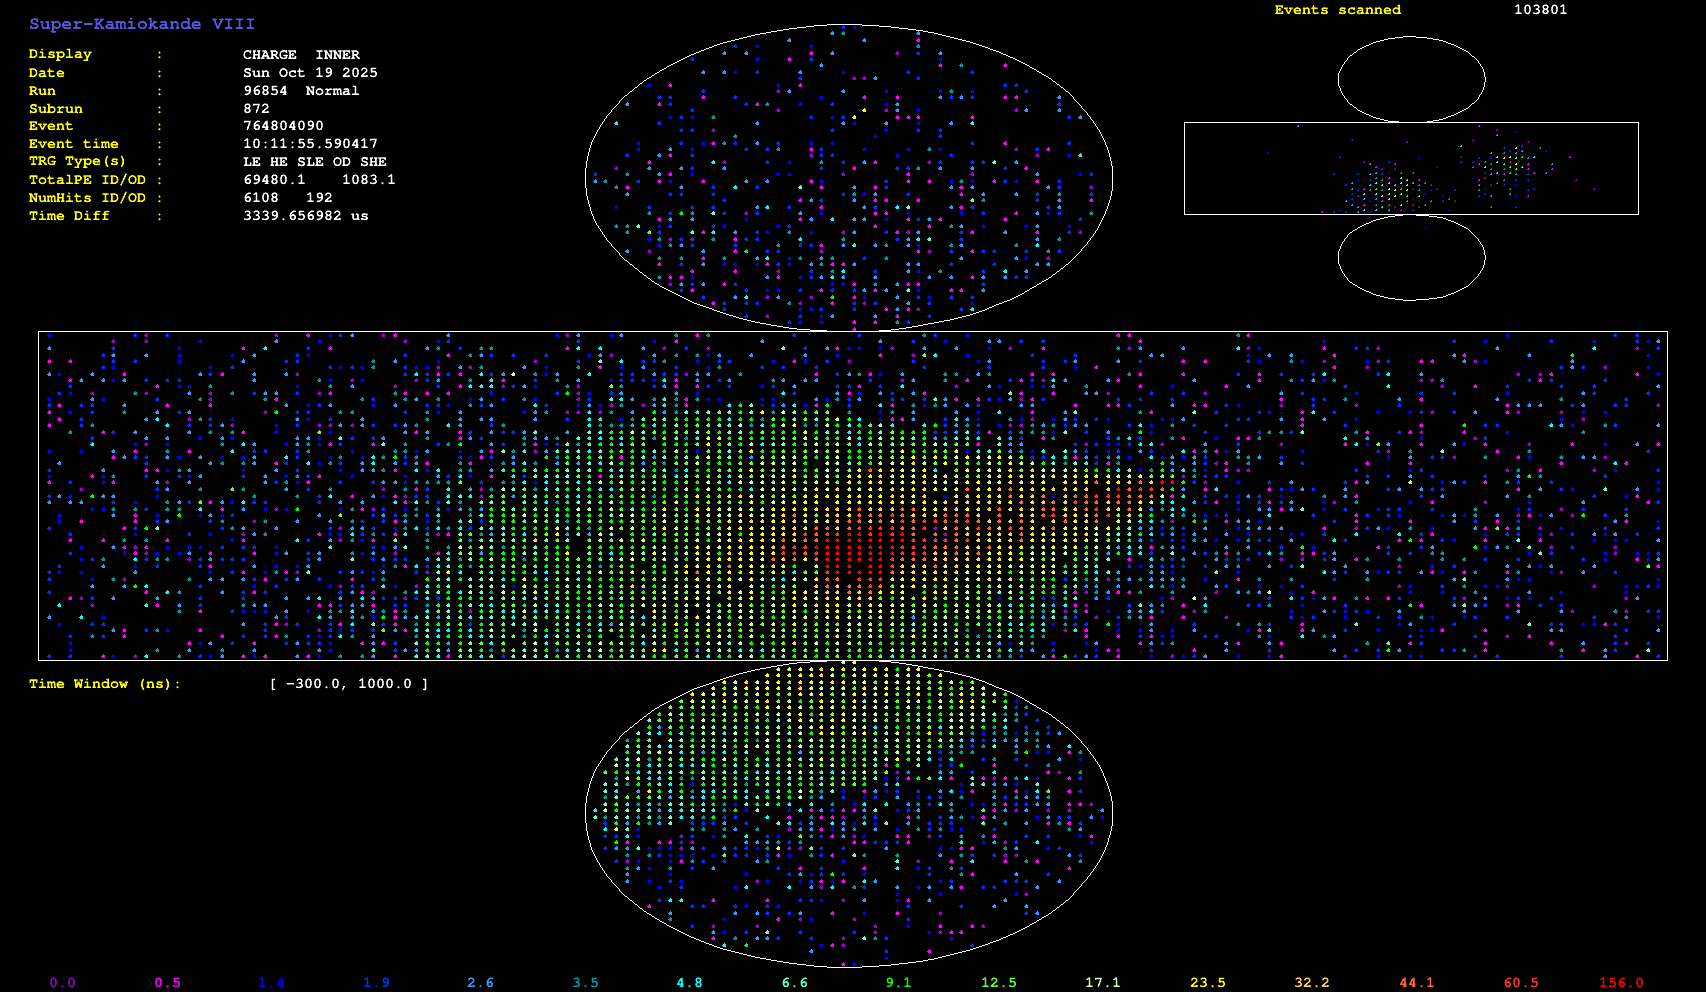 Super-Kamiokande VIII
Events scanned 103801
Display : CHARGE INNER
Date : Sun Oct 19 2025
Run : 96854 Normal
Subrun : 872
Event : 764804090
Event time : 10:11:55.590417
TRG Type(s) : LE HE SLE OD SHE
TotalPE ID/OD : 69480.1 1083.1
NumHits ID/OD : 6108 192
Time Diff : 3339.656982 us
Time Window (ns): [ -300.0, 1000.0 ]
0.0 0.5 1.4 1.9 2.6 3.5 4.8 6.6 9.1 12.5 17.1 23.5 32.2 44.1 60.5 156.0